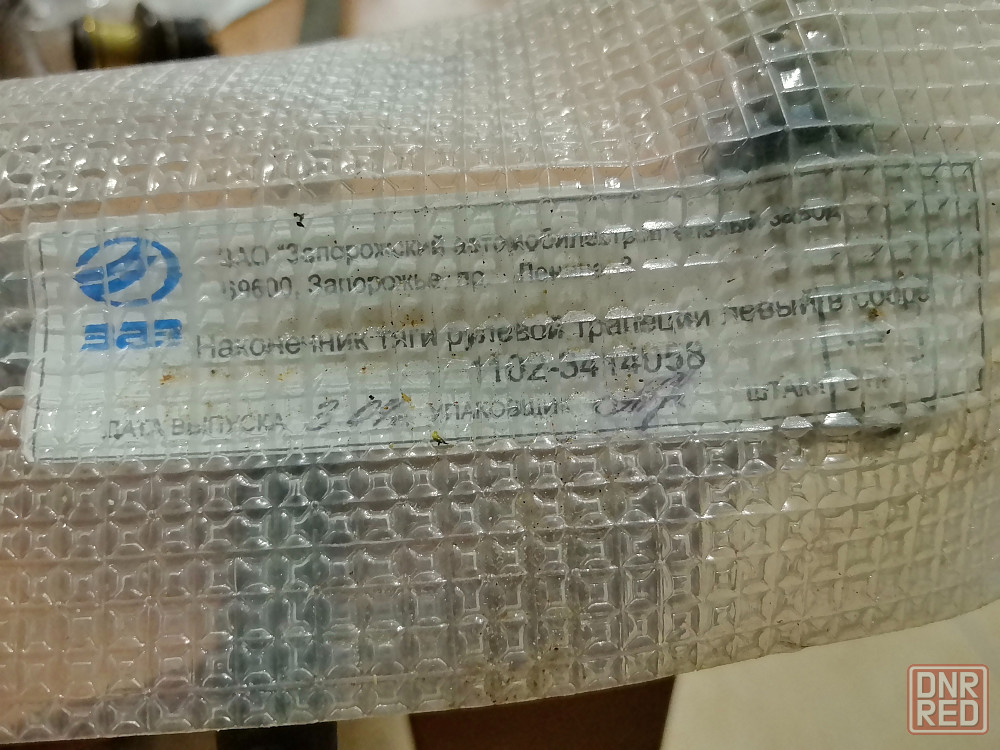 ЗАЗ
ЗАО "Запорожский автомобилестроительный завод
69600, Запорожье, пр. Ленина
Наконечник тяги рулевой трапеции левый в сборе
1102-3414058
ДАТА ВЫПУСКА УПАКОВЩИК ШТАМП ОТК
DNR
RED